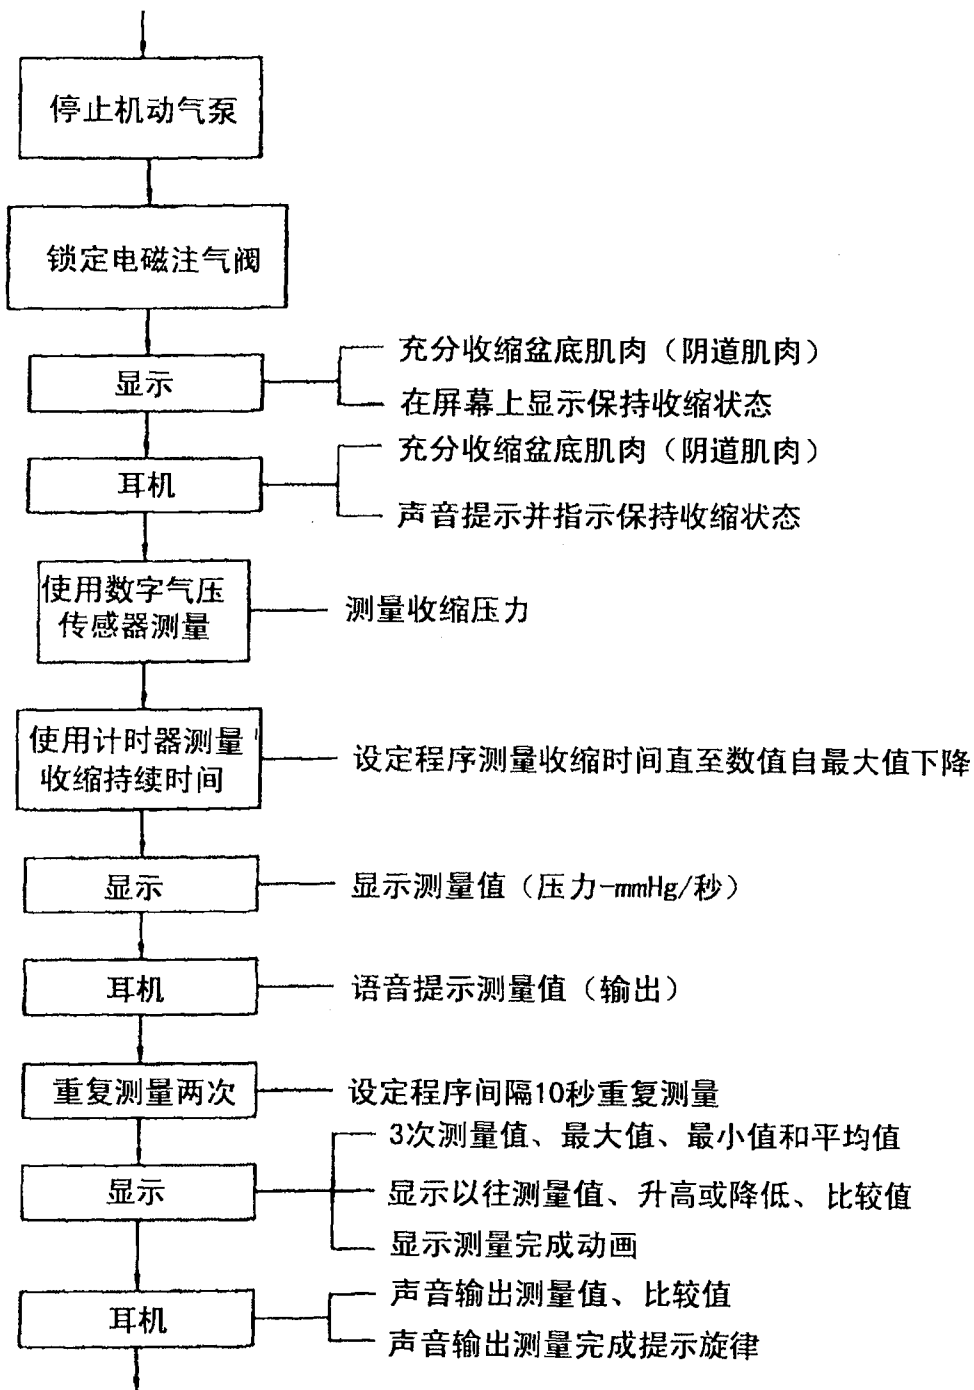 停止机动气泵
锁定电磁注气阀
显示
充分收缩盆底肌肉（阴道肌肉）
在屏幕上显示保持收缩状态
耳机
充分收缩盆底肌肉（阴道肌肉）
声音提示并指示保持收缩状态
使用数字气压
传感器测量
测量收缩压力
使用计时器测量
收缩持续时间
设定程序测量收缩时间直至数值自最大值下降
显示
显示测量值（压力-mmHg/秒）
耳机
语音提示测量值（输出）
重复测量两次
设定程序间隔10秒重复测量
显示
3次测量值、最大值、最小值和平均值
显示以往测量值、升高或降低、比较值
显示测量完成动画
耳机
声音输出测量值、比较值
声音输出测量完成提示旋律